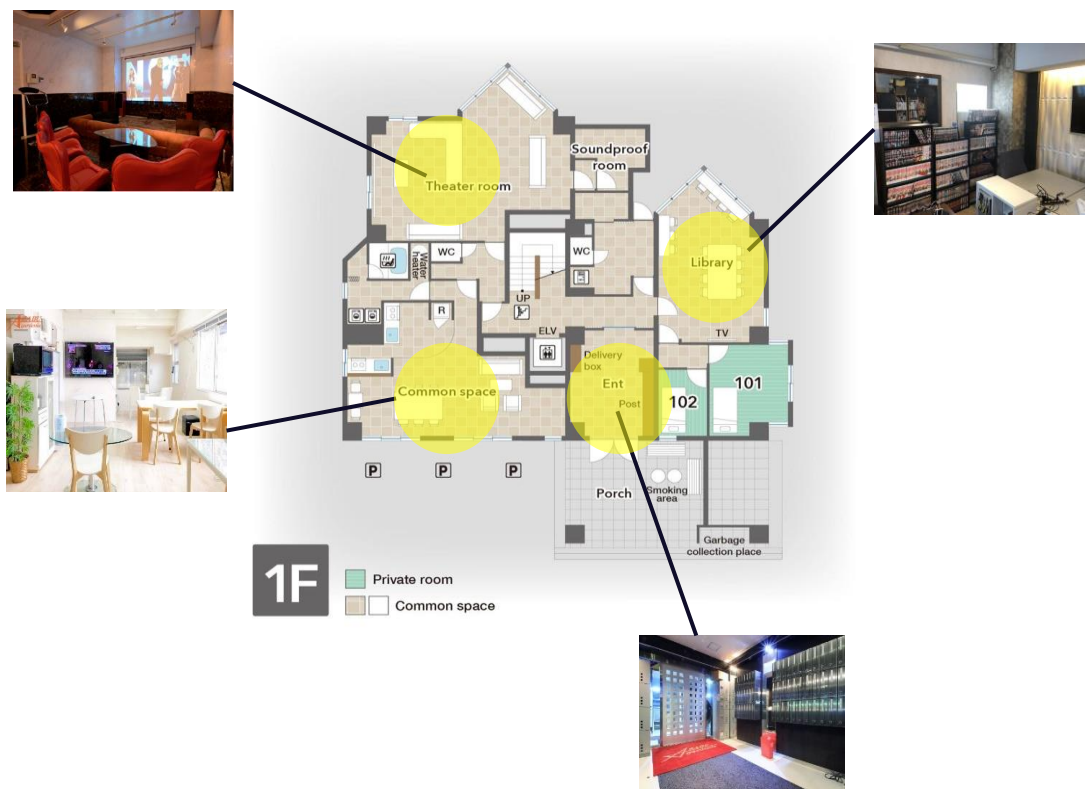 Soundproof
room
Theater room
WC
Water
heater
WC
Library
UP
R
ELV
TV
Delivery
box
Ent
Post
Common space
101
102
P
P
P
Porch
Smoking
area
Garbage
collection place
1F
Private room
Common space